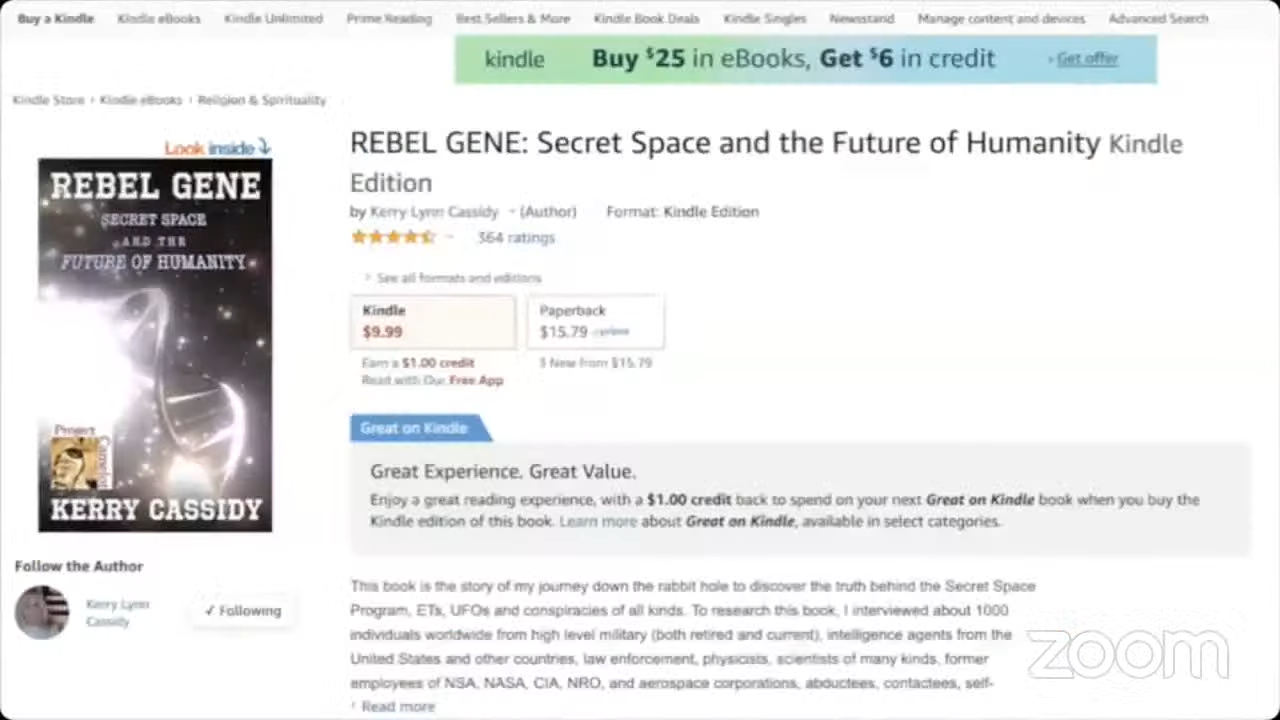 Buy a Kindle Kindle eBooks Kindle Unlimited Prime Reading Best Sellers & More Kindle Book Deals Kindle Singles Newsstand Manage content and devices Advanced Search
kindle Buy $25 in eBooks, Get $6 in credit › Get offer
Kindle Store › Kindle eBooks › Religion & Spirituality
Look inside
REBEL GENE
SECRET SPACE
AND THE
FUTURE OF HUMANITY
Project
Camelot
KERRY CASSIDY
Follow the Author
Kerry Lynn
Cassidy
✓ Following
REBEL GENE: Secret Space and the Future of Humanity Kindle
Edition
by Kerry Lynn Cassidy (Author) Format: Kindle Edition
364 ratings
› See all formats and editions
Kindle
$9.99
Paperback
$15.79 prime
Earn a $1.00 credit
Read with Our Free App
3 New from $15.79
Great on Kindle
Great Experience. Great Value.
Enjoy a great reading experience, with a $1.00 credit back to spend on your next Great on Kindle book when you buy the
Kindle edition of this book. Learn more about Great on Kindle, available in select categories.
This book is the story of my journey down the rabbit hole to discover the truth behind the Secret Space
Program, ETs, UFOs and conspiracies of all kinds. To research this book, I interviewed about 1000
individuals worldwide from high level military (both retired and current), intelligence agents from the
United States and other countries, law enforcement, physicists, scientists of many kinds, former
employees of NSA, NASA, CIA, NRO, and aerospace corporations, abductees, contactees, self-
Read more
zoom